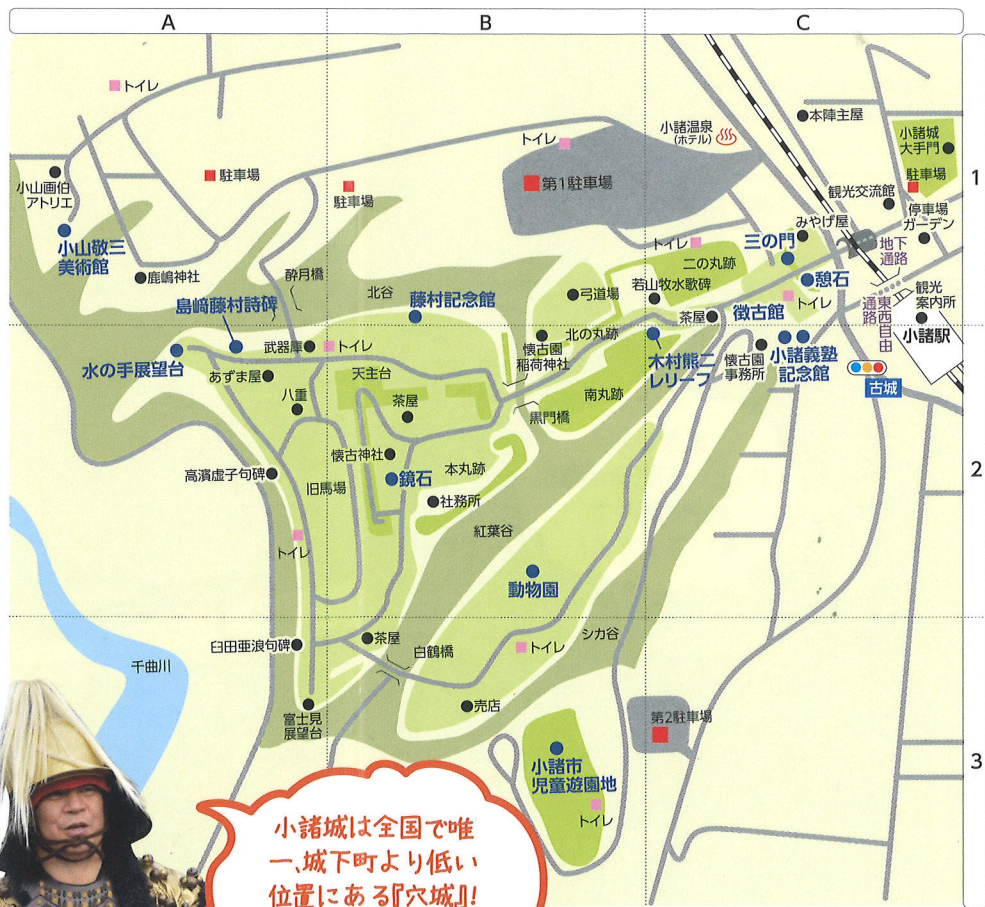 A
B
C
1
2
3
トイレ
小山画伯
アトリエ
小山敬三
美術館
駐車場
駐車場
鹿嶋神社
酔月橋
北谷
島﨑藤村詩碑
藤村記念館
水の手展望台
武器庫
トイレ
あずま屋
八重
天主台
茶屋
懐古神社
鏡石
本丸跡
社務所
高濱虚子句碑
旧馬場
トイレ
トイレ
第1駐車場
小諸温泉
(ホテル)
本陣主屋
小諸城
大手門
駐車場
観光交流館
停車場
ガーデン
みやげ屋
三の門
地下
通路
トイレ
二の丸跡
憩石
弓道場
若山牧水歌碑
茶屋
徴古館
トイレ
東西自由
通路
観光
案内所
小諸駅
北の丸跡
懐古園
稲荷神社
木村熊二
レリーフ
懐古園
事務所
小諸義塾
記念館
古城
南丸跡
黒門橋
紅葉谷
動物園
臼田亜浪句碑
茶屋
白鶴橋
トイレ
シカ谷
千曲川
富士見
展望台
売店
第2駐車場
小諸市
児童遊園地
トイレ
小諸城は全国で唯
一、城下町より低い
位置にある『穴城』!